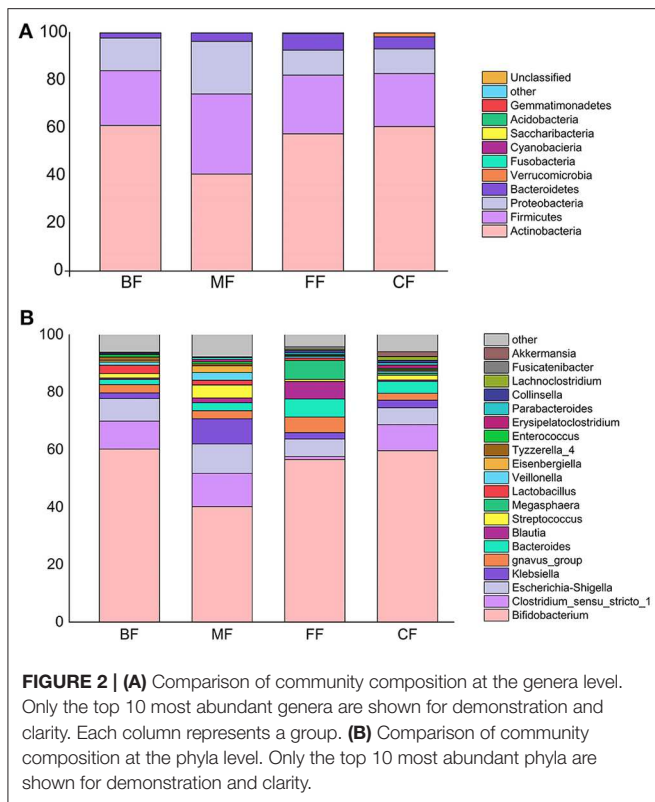 A
100
80
60
40
20
0
BF MF FF CF
Unclassified
other
Gemmatimonadetes
Acidobacteria
Saccharibacteria
Cyanobacieria
Fusobacteria
Verrucomicrobia
Bacteroidetes
Proteobacteria
Firmicutes
Actinobacteria
B
100
80
60
40
20
0
BF MF FF CF
other
Akkermansia
Fusicatenibacter
Lachnoclostridium
Collinsella
Parabacteroides
Erysipelatoclostridium
Enterococcus
Tyzzerella_4
Eisenbergiella
Veillonella
Lactobacillus
Megasphaera
Streptococcus
Blautia
Bacteroides
gnavus_group
Klebsiella
Escherichia-Shigella
Clostridium_sensu_stricto_1
Bifidobacterium
FIGURE 2 | (A) Comparison of community composition at the genera level.
Only the top 10 most abundant genera are shown for demonstration and
clarity. Each column represents a group. (B) Comparison of community
composition at the phyla level. Only the top 10 most abundant phyla are
shown for demonstration and clarity.